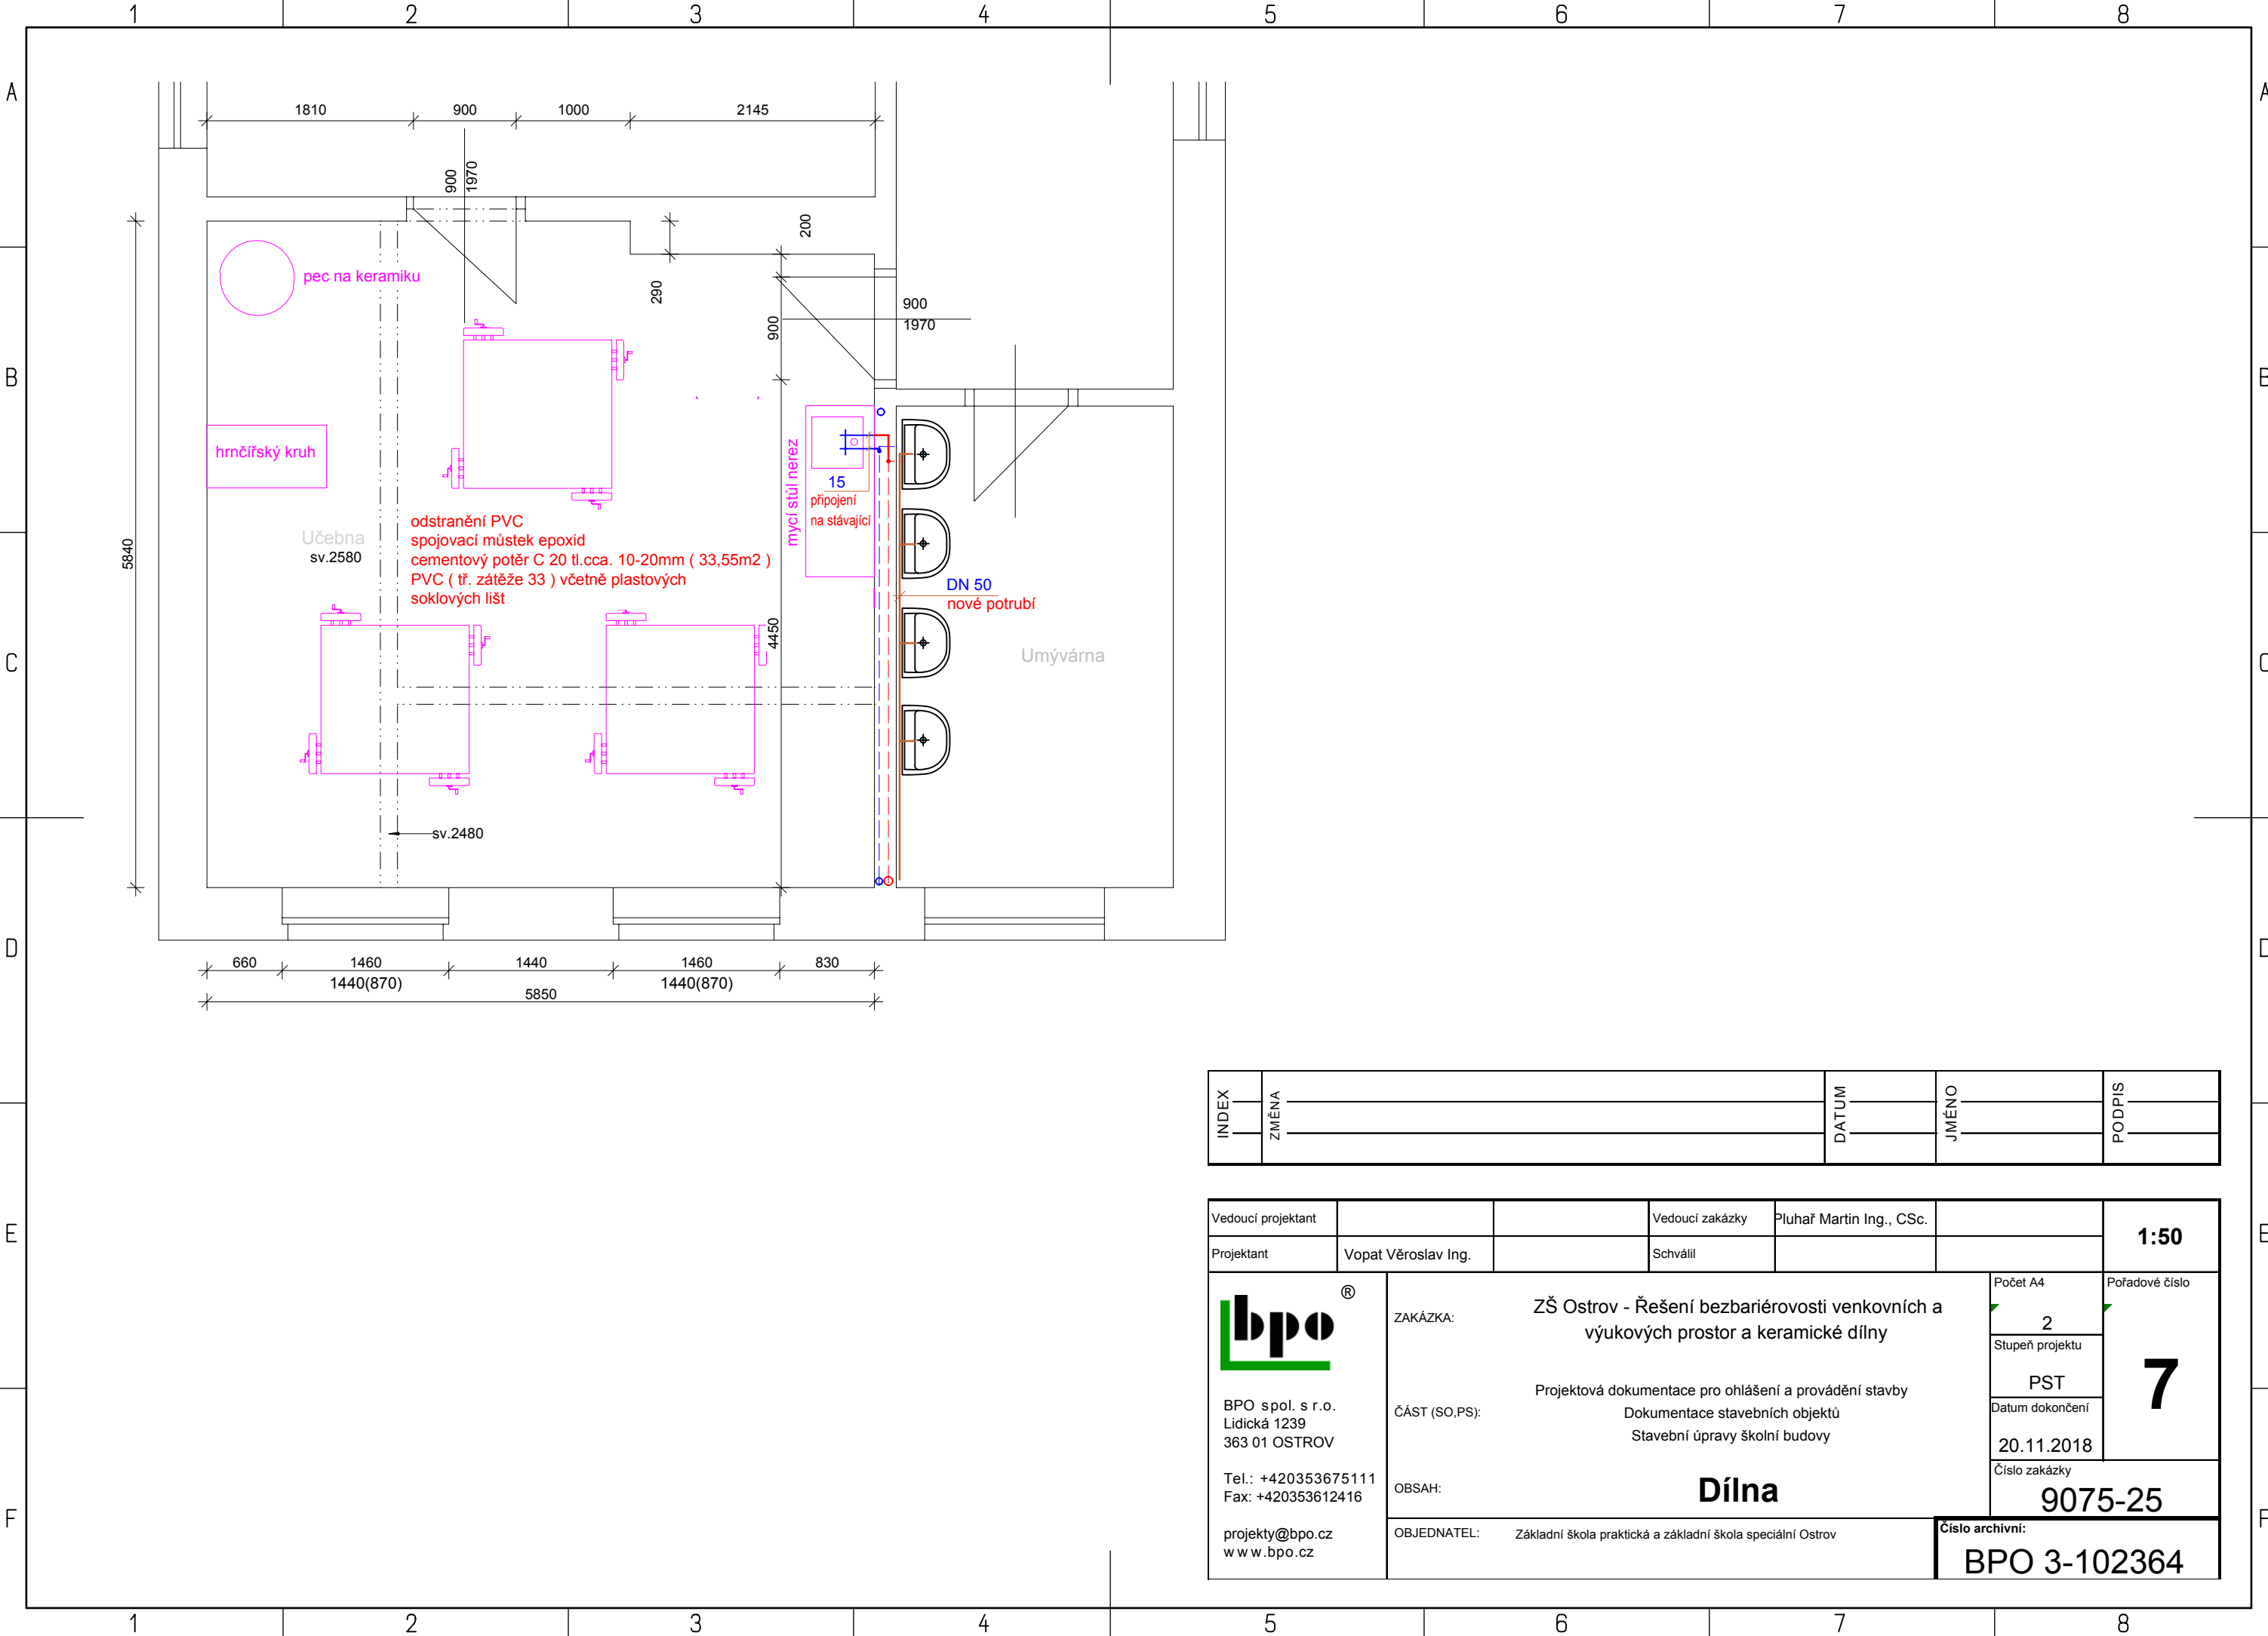 1 2 3 4 5 6 7 8
A A
B B
C C
D D
E E
F F
1810 900 1000 2145
900
1970
200
290
900
900
1970
pec na keramiku
hrnčířský kruh
mycí stůl nerez
15
připojení
na stávající
Učebna
sv.2580
odstranění PVC
spojovací můstek epoxid
cementový potěr C 20 tl.cca. 10-20mm ( 33,55m2 )
PVC ( tř. zátěže 33 ) včetně plastových
soklových lišt
5840
4450
DN 50
nové potrubí
Umývárna
sv.2480
660 1460 1440 1460 830
1440(870) 1440(870)
5850
INDEX ZMĚNA DATUM JMÉNO PODPIS
Vedoucí projektant Vedoucí zakázky Pluhař Martin Ing., CSc.
1:50
Projektant Vopat Věroslav Ing. Schválil
bpo ®
BPO spol. s r.o.
Lidická 1239
363 01 OSTROV
Tel.: +420353675111
Fax: +420353612416
projekty@bpo.cz
www.bpo.cz
ZAKÁZKA:
ZŠ Ostrov - Řešení bezbariérovosti venkovních a
výukových prostor a keramické dílny
ČÁST (SO,PS):
Projektová dokumentace pro ohlášení a provádění stavby
Dokumentace stavebních objektů
Stavební úpravy školní budovy
OBSAH:
Dílna
OBJEDNATEL: Základní škola praktická a základní škola speciální Ostrov
Počet A4
2
Stupeň projektu
PST
Datum dokončení
20.11.2018
Pořadové číslo
7
Číslo zakázky
9075-25
Číslo archivní:
BPO 3-102364
1 2 3 4 5 6 7 8